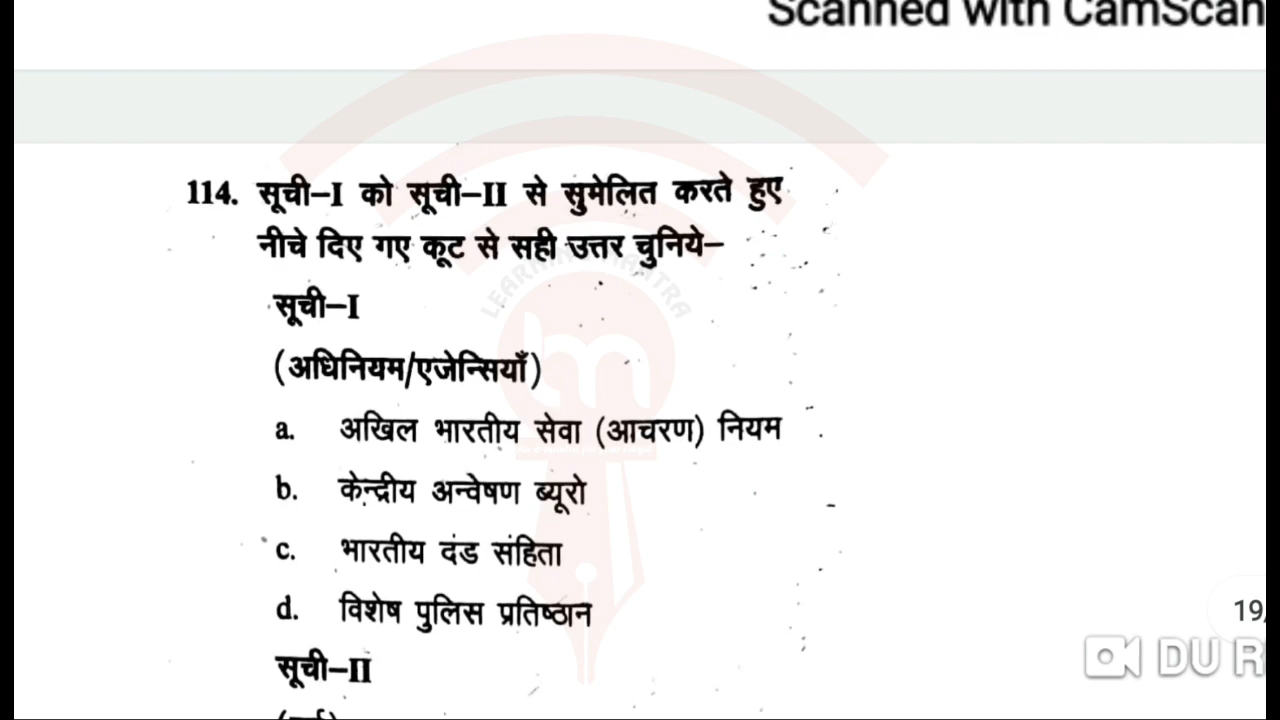 Scanned with CamScan
114. सूची–I को सूची–II से सुमेलित करते हुए
नीचे दिए गए कूट से सही उत्तर चुनिये–
सूची–I
(अधिनियम/एजेन्सियाँ)
a. अखिल भारतीय सेवा (आचरण) नियम
b. केन्द्रीय अन्वेषण ब्यूरो
c. भारतीय दंड संहिता
d. विशेष पुलिस प्रतिष्ठान
19/
DU R
सूची–II